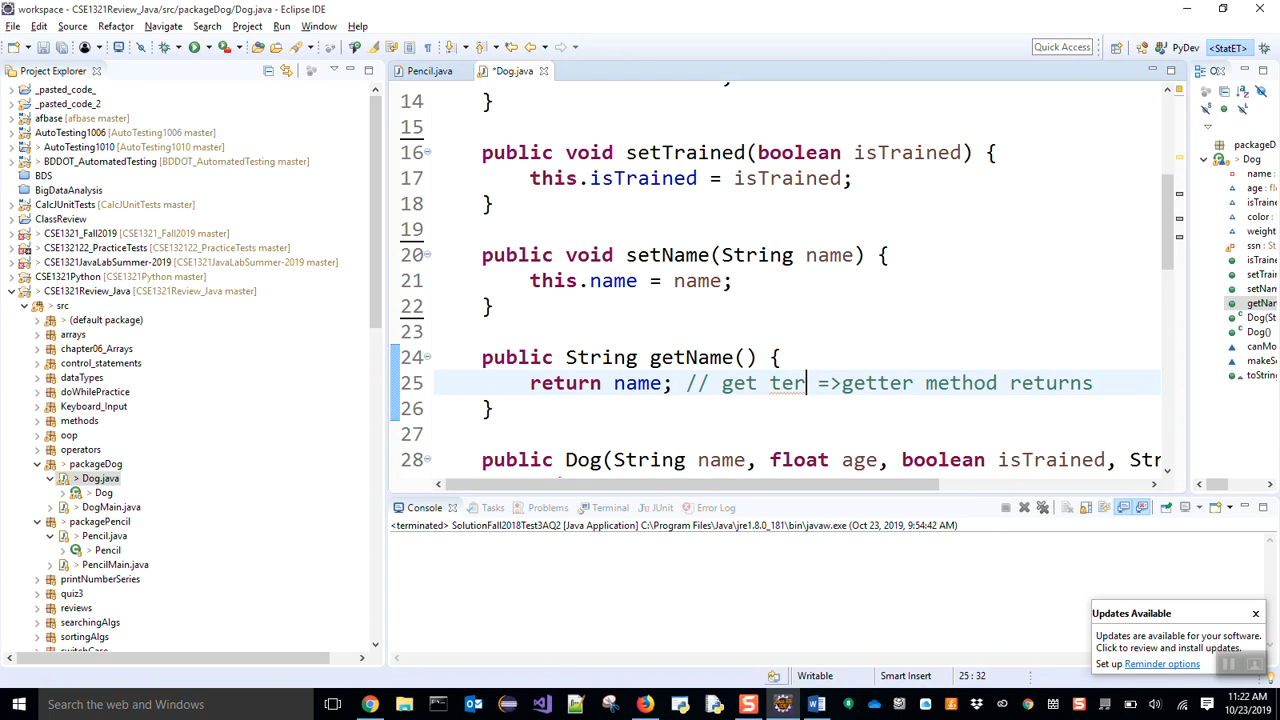 workspace - CSE1321Review_Java/src/packageDog/Dog.java - Eclipse IDE
File Edit Source Refactor Navigate Search Project Run Window Help
Quick Access
PyDev
<StatET>
Project Explorer
_pasted_code_
_pasted_code_2
> afbase (afbase master)
AutoTesting1006 [AutoTesting1006 master]
> AutoTesting1010 [AutoTesting1010 master]
> BDDOT_AutomatedTesting [BDDOT_AutomatedTesting master]
BDS
BigDataAnalysis
CalcJUnitTests [CalcJUnitTests master]
ClassReview
> CSE1321_Fall2019 [CSE1321 master]
> CSE132122_PracticeTests [CSE132122 master]
> CSE1321JavaLabSummer-2019 [CSE1321 master]
CSE1321Python [CSE1321Python master]
> CSE1321Review_Java [CSE1321Review_Java master]
> src
> (default package)
arrays
chapter06_Arrays
control_statements
dataTypes
doWhilePractice
Keyboard_Input
methods
oop
operators
> packageDog
> Dog.java
> Dog
> DogMain.java
> packagePencil
> Pencil.java
> Pencil
> PencilMain.java
printNumberSeries
quiz3
reviews
searchingAlgs
sortingAlgs
switchCase
Pencil.java
*Dog.java
14 }
15
16 public void setTrained(boolean isTrained) {
17 this.isTrained = isTrained;
18 }
19
20 public void setName(String name) {
21 this.name = name;
22 }
23
24 public String getName() {
25 return name; // get ter =>getter method returns
26 }
27
28 public Dog(String name, float age, boolean isTrained, Str
packageD
> Dog
name :
age : fl
isTraine
color :
weight
ssn :
isTraine
setTrai
setNam
getNam
Dog(St
Dog()
canMo
makeS
toStrin
Console Tasks Problems Terminal JUnit Error Log
<terminated> SolutionFall2018Test3AQ2 [Java Application] C:\Program Files\Java\jre1.8.0_181\bin\javaw.exe (Oct 23, 2019, 9:54:42 AM)
Updates Available
Updates are available for your software.
Click to review and install updates.
Set up Reminder options
Writable
Smart Insert
25 : 32
Search the web and Windows
11:22 AM
10/23/2019